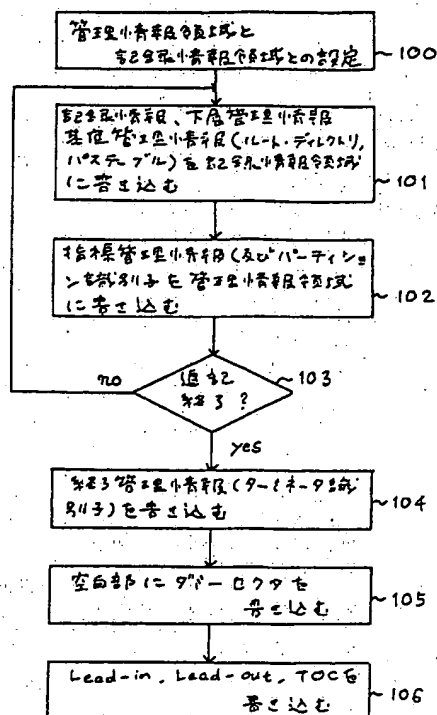 管理情報領域と
記録情報領域との設定
100
記録情報、下層管理情報
基底管理情報(ルート・ディレクトリ,
パステーブル)を記録情報領域
に書き込む
101
指標管理情報(及びパーティショ
ン識別子を管理情報領域
に書き込む
102
追記
終了?
103
no
yes
終了管理情報(ターミネータ識
別子)を書き込む
104
空白部にダミーセクタを
書き込む
105
Lead-in, Lead-out, TOCを
書き込む
106